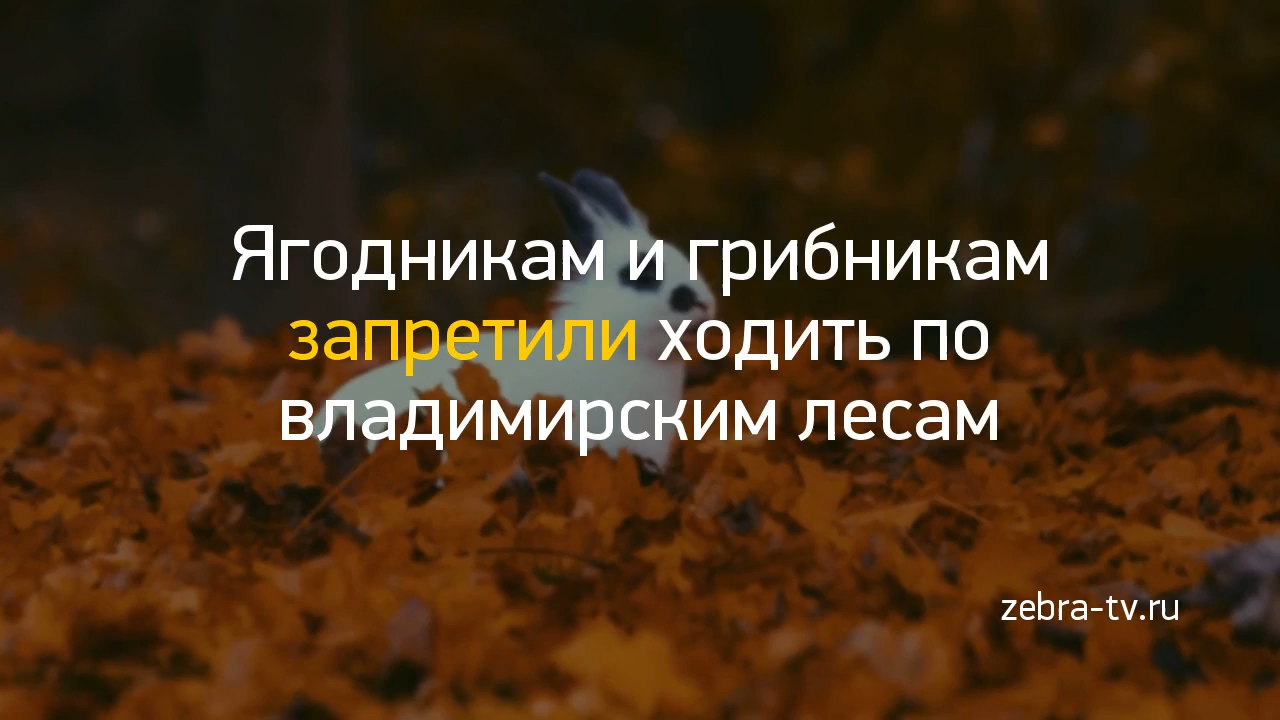 Ягодникам и грибникам
запретили ходить по
владимирским лесам
zebra-tv.ru